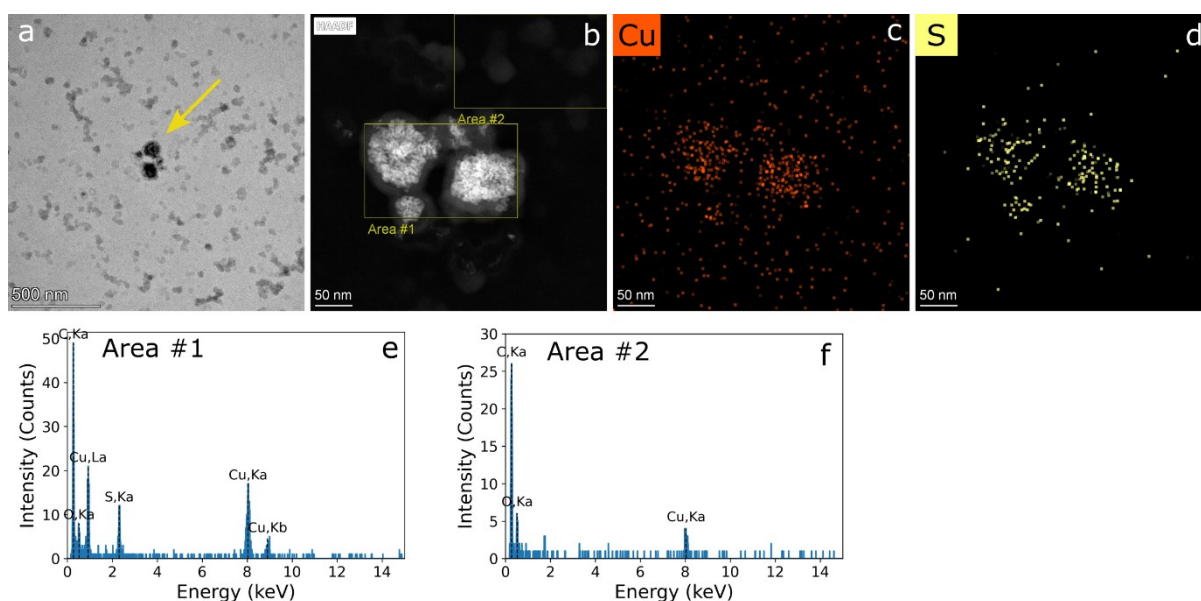 a
500 nm
HAADF
b
Area #2
Area #1
50 nm
Cu
c
50 nm
S
d
50 nm
Area #1
e
C,Ka
Cu,La
O,Ka
S,Ka
Cu,Ka
Cu,Kb
50
40
30
20
10
0
0 2 4 6 8 10 12 14
Intensity (Counts)
Energy (keV)
Area #2
f
C,Ka
O,Ka
Cu,Ka
30
25
20
15
10
5
0
0 2 4 6 8 10 12 14
Intensity (Counts)
Energy (keV)